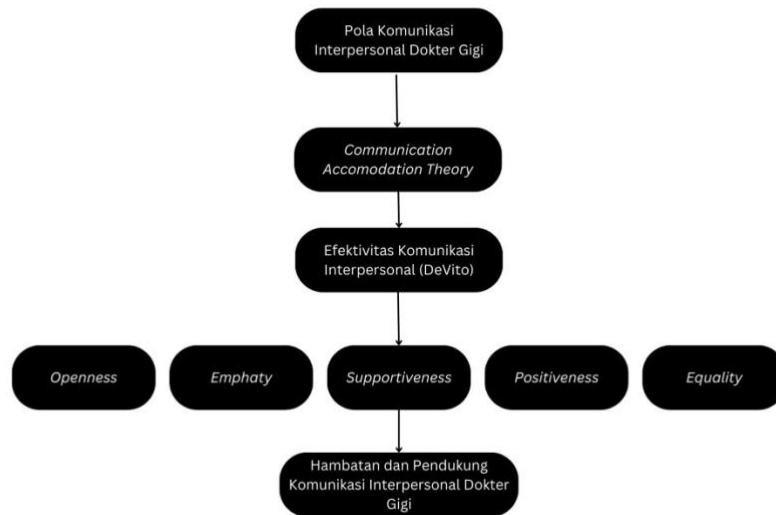 Pola Komunikasi
Interpersonal Dokter Gigi
Communication
Accomodation Theory
Efektivitas Komunikasi
Interpersonal (DeVito)
Openness
Emphaty
Supportiveness
Positiveness
Equality
Hambatan dan Pendukung
Komunikasi Interpersonal Dokter
Gigi